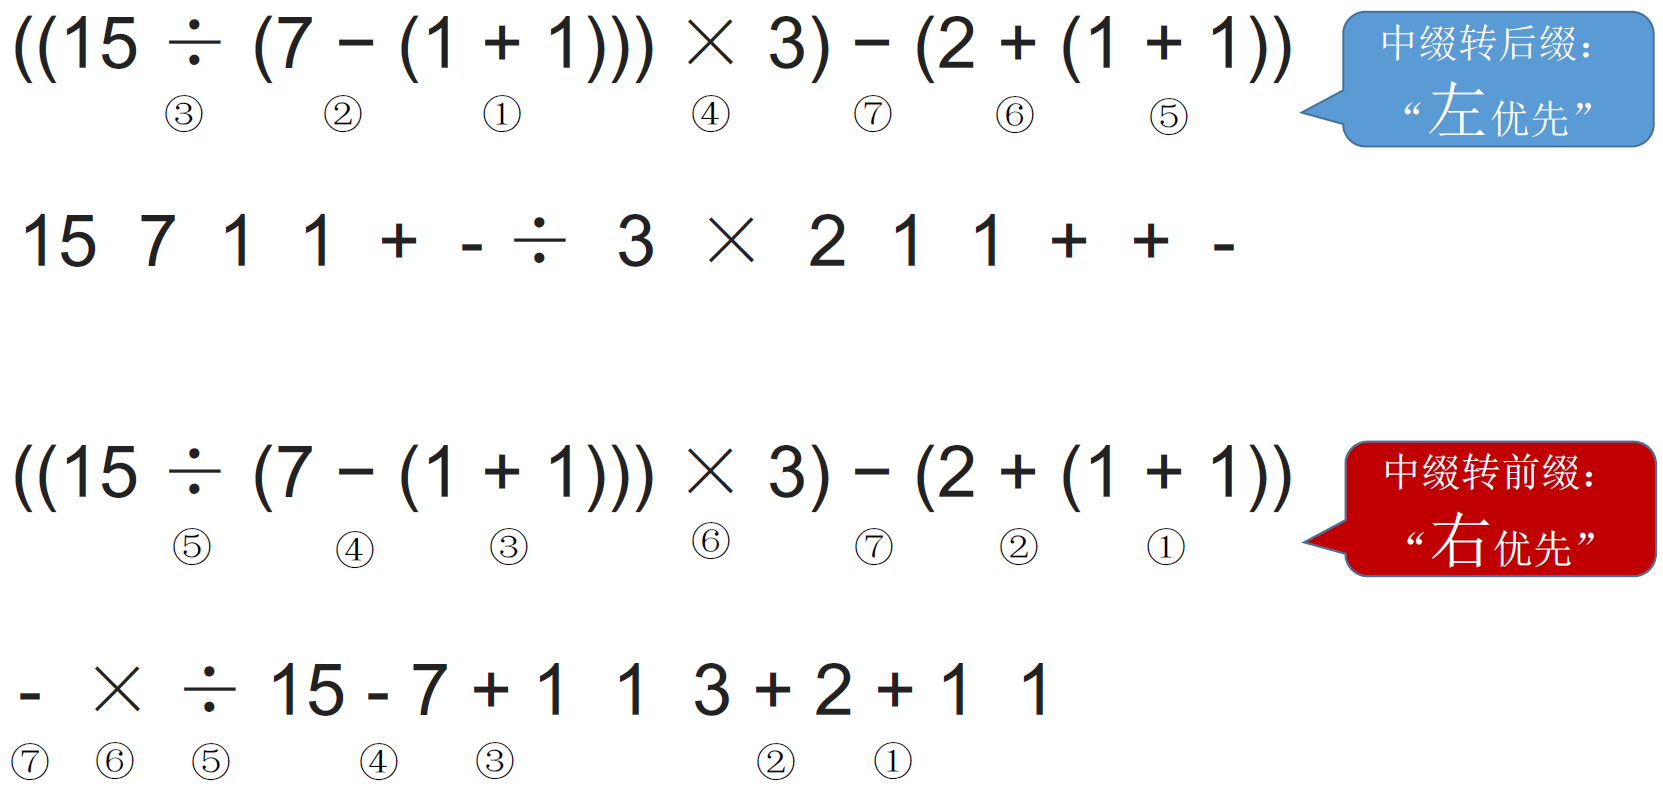 ((15 ÷ (7 − (1 + 1))) × 3) − (2 + (1 + 1))
③ ② ① ④ ⑦ ⑥ ⑤
中缀转后缀：
“左优先”
15 7 1 1 + - ÷ 3 × 2 1 1 + + -
((15 ÷ (7 − (1 + 1))) × 3) − (2 + (1 + 1))
⑤ ④ ③ ⑥ ⑦ ② ①
中缀转前缀：
“右优先”
- × ÷ 15 - 7 + 1 1 3 + 2 + 1 1
⑦ ⑥ ⑤ ④ ③ ② ①